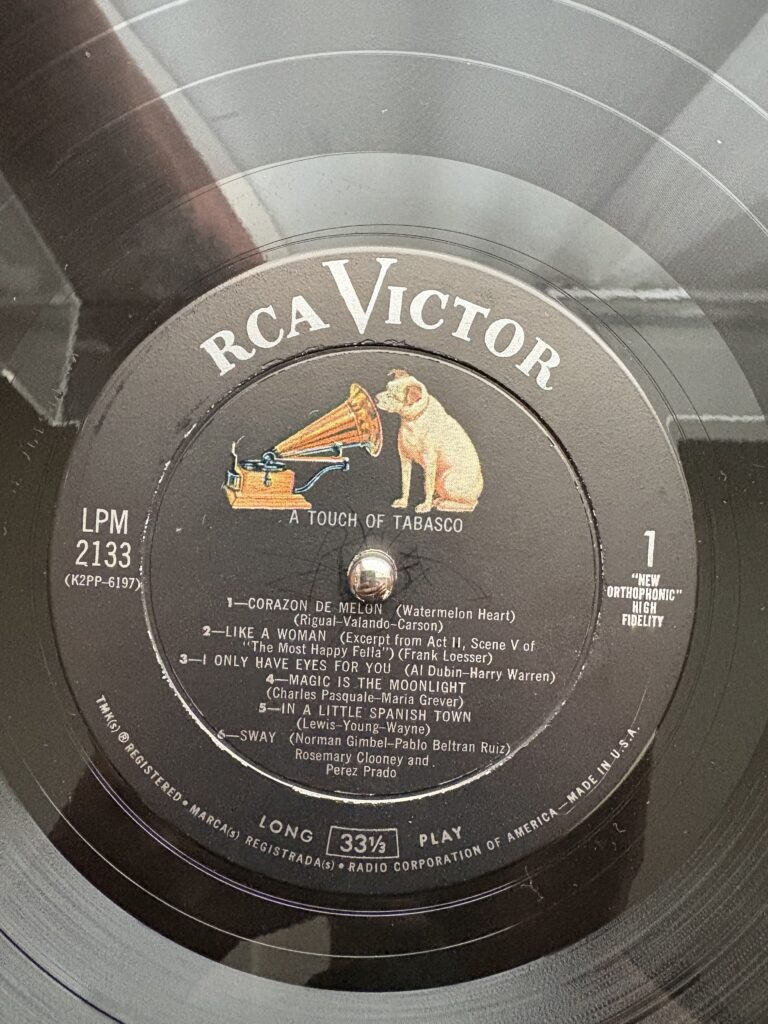 RCA VICTOR
A TOUCH OF TABASCO
LPM
2133
(K2PP-6197)
1
"NEW
ORTHOPHONIC"
HIGH
FIDELITY
1—CORAZON DE MELON (Watermelon Heart)
(Rigual-Valando-Carson)
2—LIKE A WOMAN (Excerpt from Act II, Scene V of
"The Most Happy Fella") (Frank Loesser)
3—I ONLY HAVE EYES FOR YOU (Al Dubin-Harry Warren)
4—MAGIC IS THE MOONLIGHT
(Charles Pasquale-Maria Grever)
5—IN A LITTLE SPANISH TOWN
(Lewis-Young-Wayne)
6—SWAY (Norman Gimbel-Pablo Beltran Ruiz)
Rosemary Clooney and
Perez Prado
LONG 33⅓ PLAY
TMK(s) ® REGISTERED • MARCA(s) REGISTRADA(s) • RADIO CORPORATION OF AMERICA—MADE IN U.S.A.